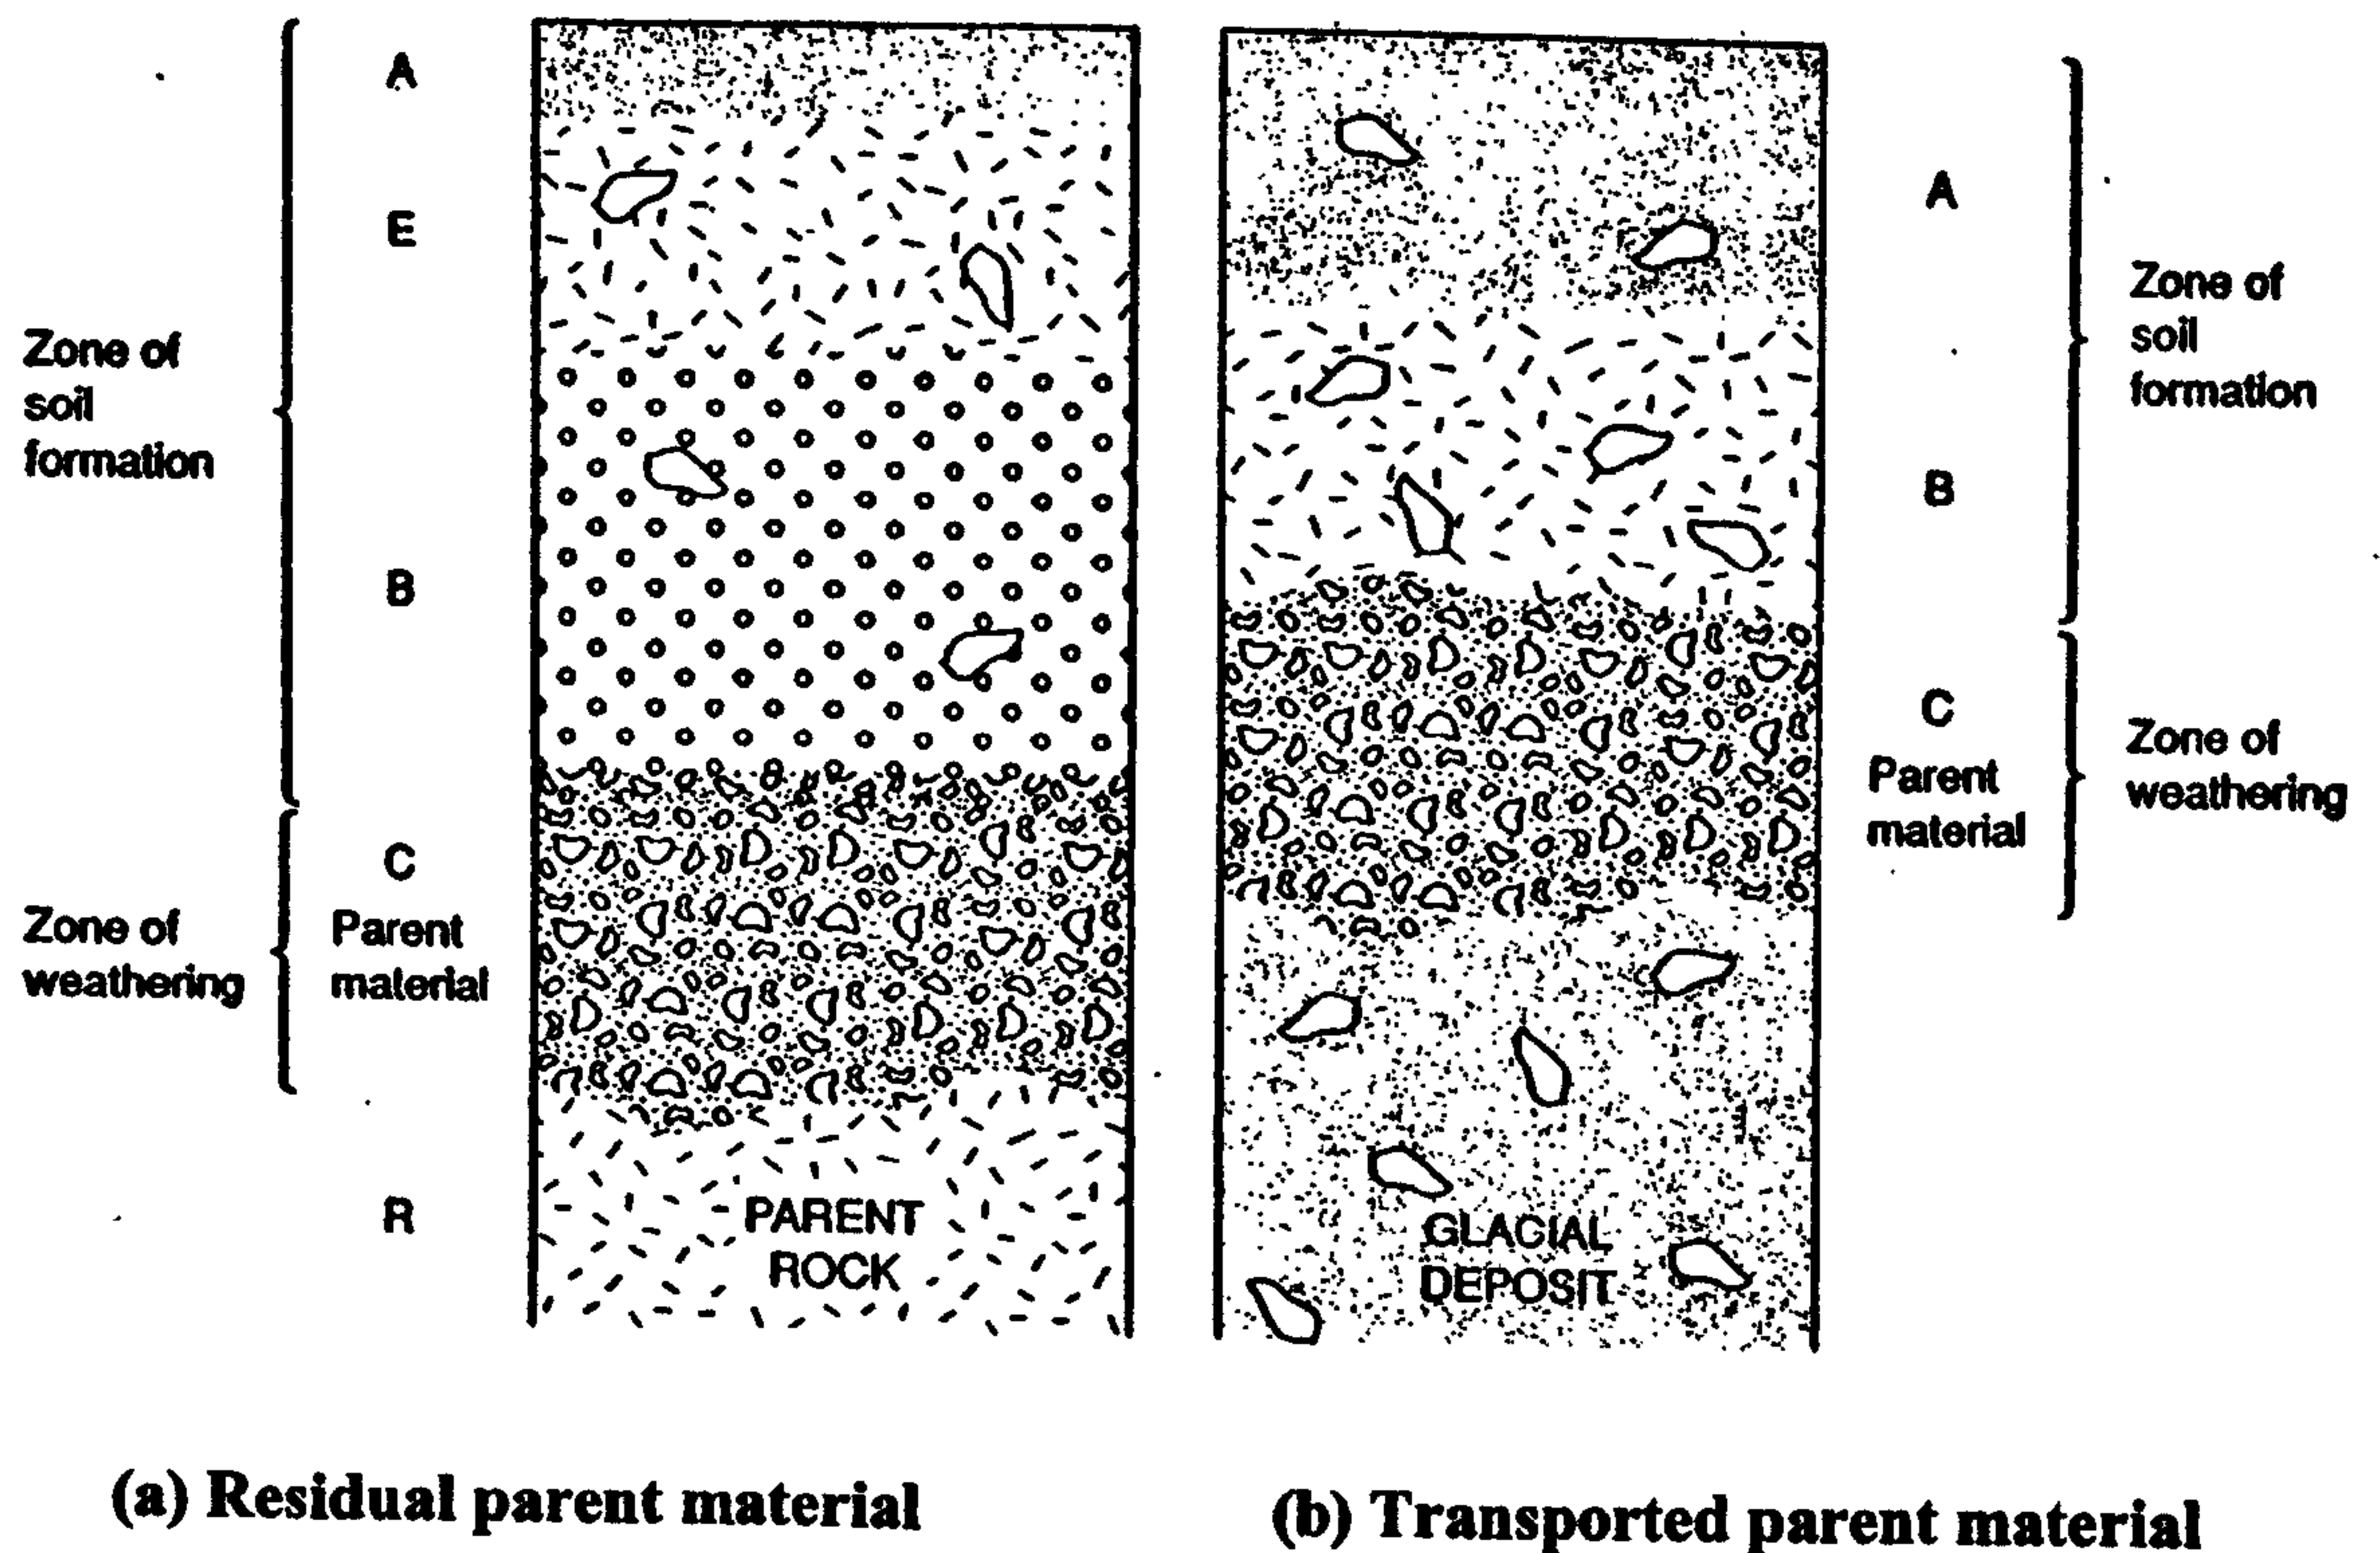 A
E
Zone of
soil
formation
B
C
Zone of
weathering
Parent
material
R
PARENT
ROCK
A
Zone of
soil
formation
B
C
Parent
material
Zone of
weathering
GLACIAL
DEPOSIT
(a) Residual parent material
(b) Transported parent material